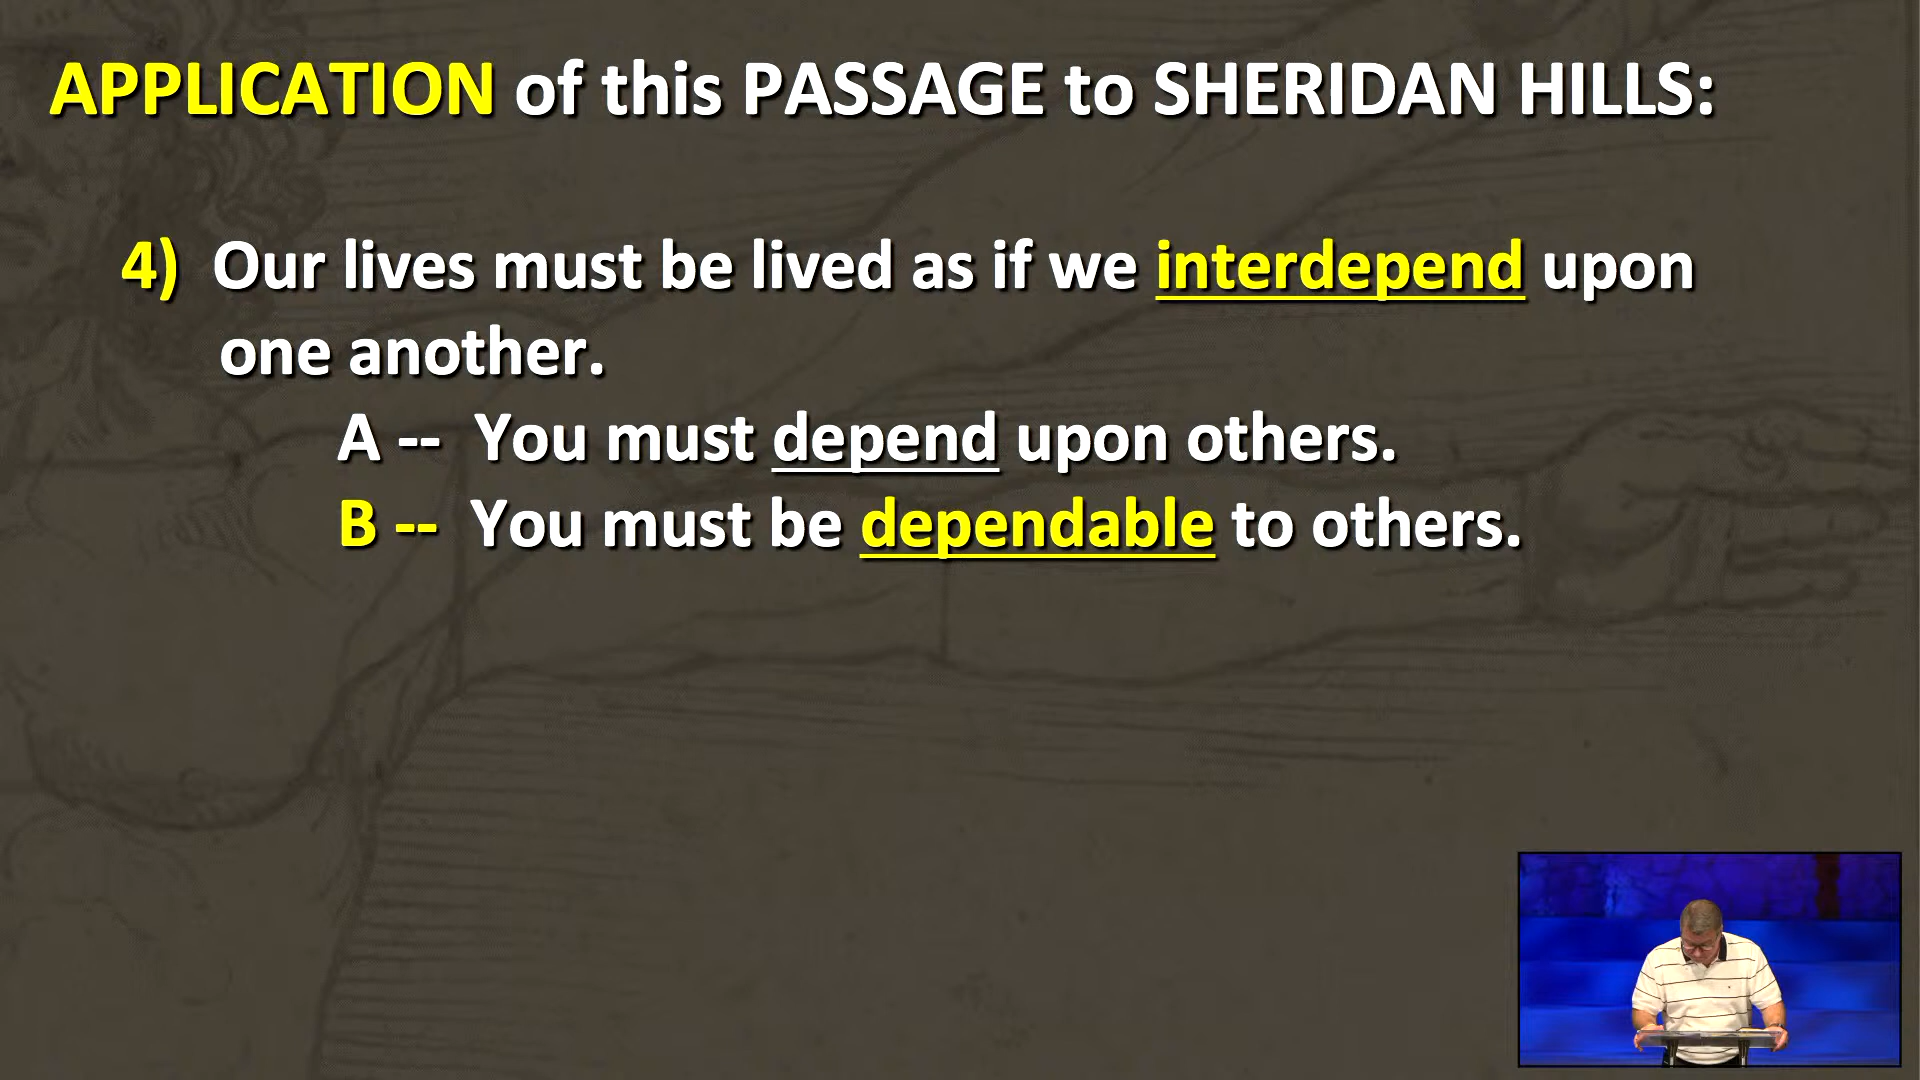 APPLICATION of this PASSAGE to SHERIDAN HILLS:
4) Our lives must be lived as if we interdepend upon
one another.
A -- You must depend upon others.
B -- You must be dependable to others.